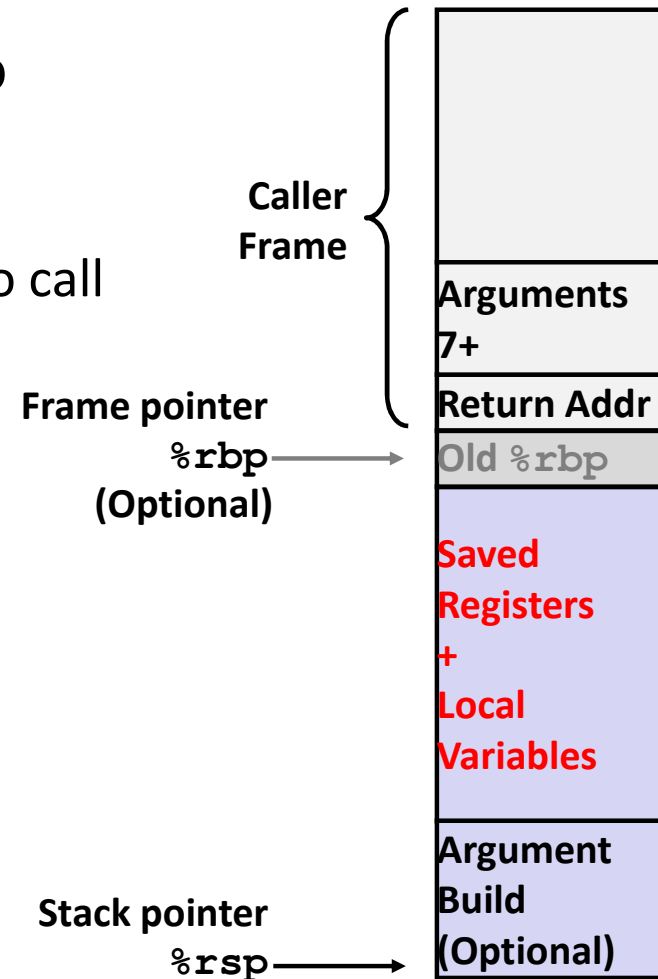 Caller
Frame
call
Arguments
7+
Frame pointer
Return Addr
%rbp
Old %rbp
(Optional)
Saved
Registers
+
Local
Variables
Argument
Build
(Optional)
Stack pointer
%rsp